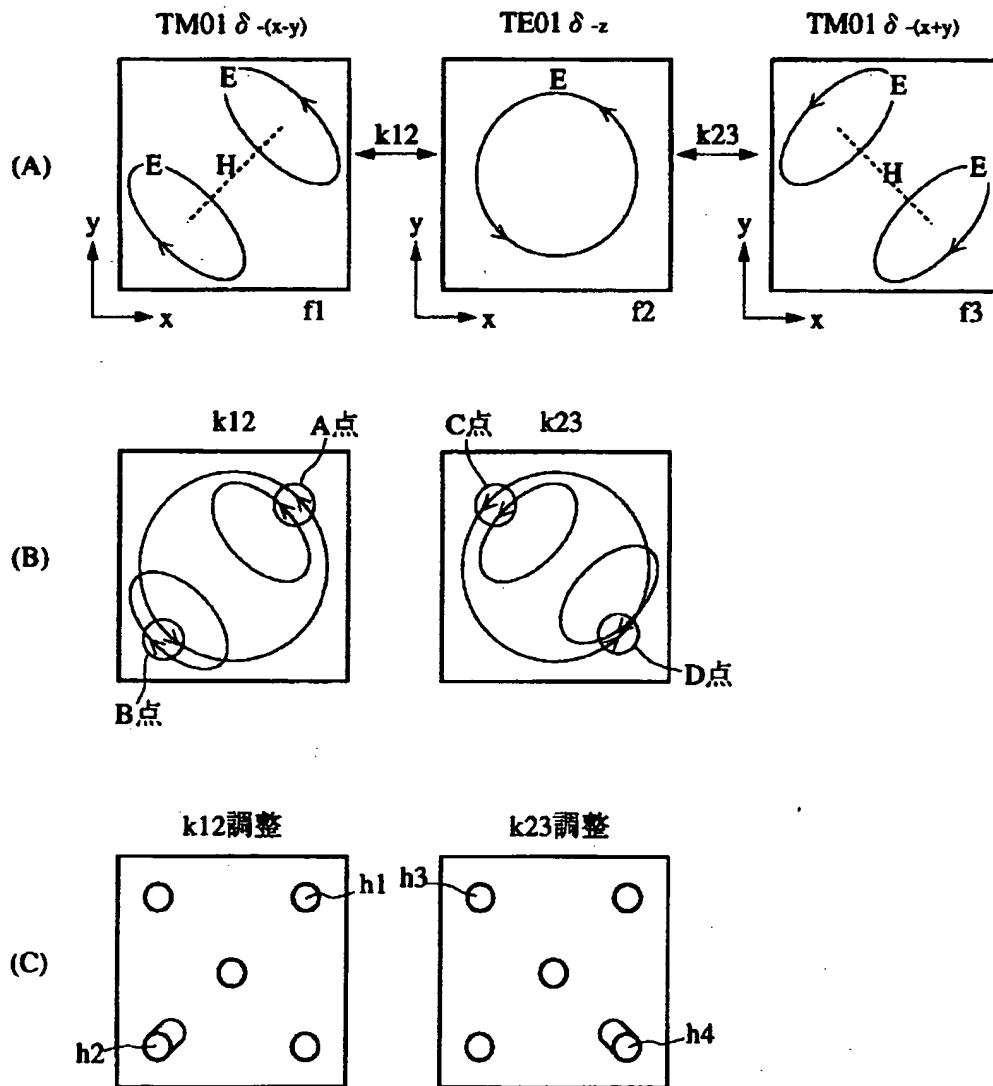 TM01 δ -(x-y) TE01 δ -z TM01 δ -(x+y)
(A)
E E E E E
H k12 k23 H
y x f1
y x f2
y x f3
(B)
k12 A点 C点 k23
B点 D点
(C)
k12調整 k23調整
h1 h3
h2 h4